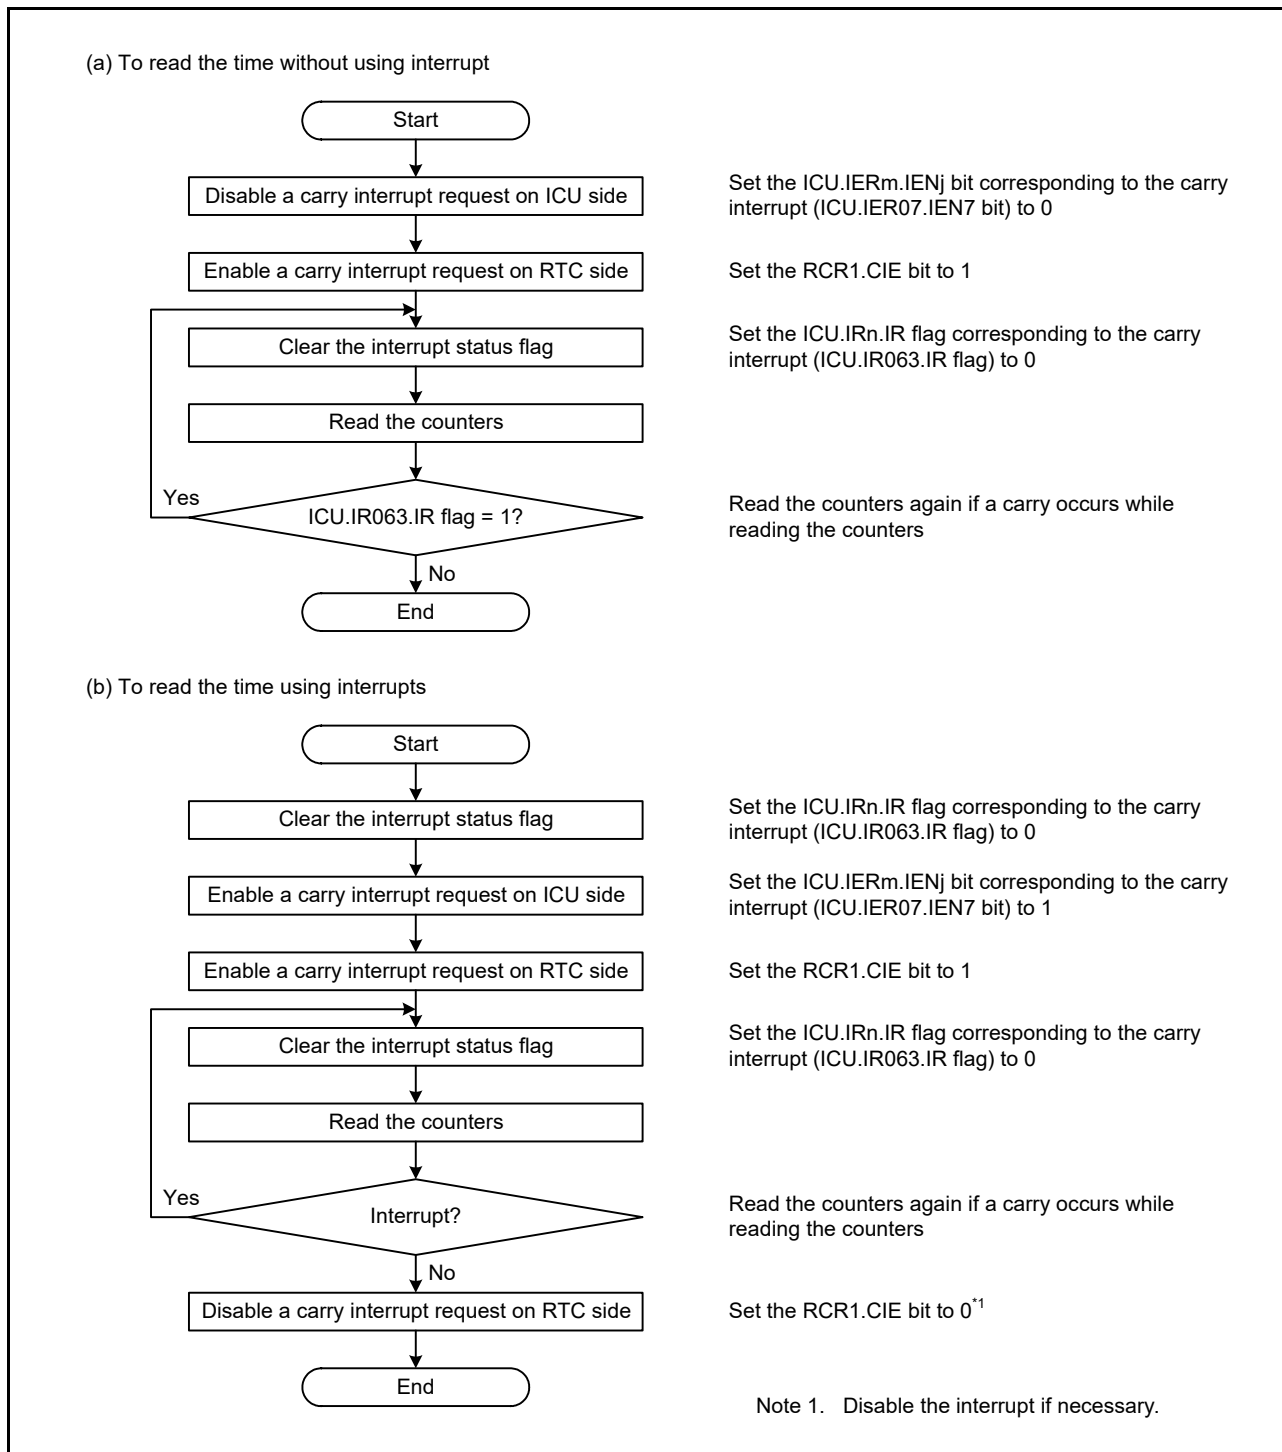 (a) To read the time without using interrupt
Start
Disable a carry interrupt request on ICU side
Set the ICU.IERm.IENj bit corresponding to the carry
interrupt (ICU.IER07.IEN7 bit) to 0
Enable a carry interrupt request on RTC side
Set the RCR1.CIE bit to 1
Clear the interrupt status flag
Set the ICU.IRn.IR flag corresponding to the carry
interrupt (ICU.IR063.IR flag) to 0
Read the counters
Yes
ICU.IR063.IR flag = 1?
Read the counters again if a carry occurs while
reading the counters
No
End
(b) To read the time using interrupts
Start
Clear the interrupt status flag
Set the ICU.IRn.IR flag corresponding to the carry
interrupt (ICU.IR063.IR flag) to 0
Enable a carry interrupt request on ICU side
Set the ICU.IERm.IENj bit corresponding to the carry
interrupt (ICU.IER07.IEN7 bit) to 1
Enable a carry interrupt request on RTC side
Set the RCR1.CIE bit to 1
Clear the interrupt status flag
Set the ICU.IRn.IR flag corresponding to the carry
interrupt (ICU.IR063.IR flag) to 0
Read the counters
Yes
Interrupt?
Read the counters again if a carry occurs while
reading the counters
No
Disable a carry interrupt request on RTC side
Set the RCR1.CIE bit to 0*1
End
Note 1. Disable the interrupt if necessary.